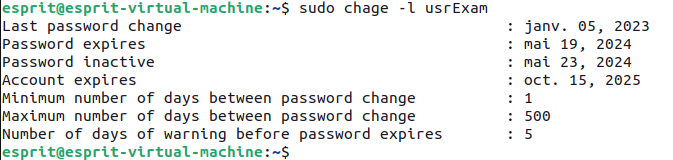 esprit@esprit-virtual-machine:~$ sudo chage -l usrExam
Last password change : janv. 05, 2023
Password expires : mai 19, 2024
Password inactive : mai 23, 2024
Account expires : oct. 15, 2025
Minimum number of days between password change : 1
Maximum number of days between password change : 500
Number of days of warning before password expires : 5
esprit@esprit-virtual-machine:~$